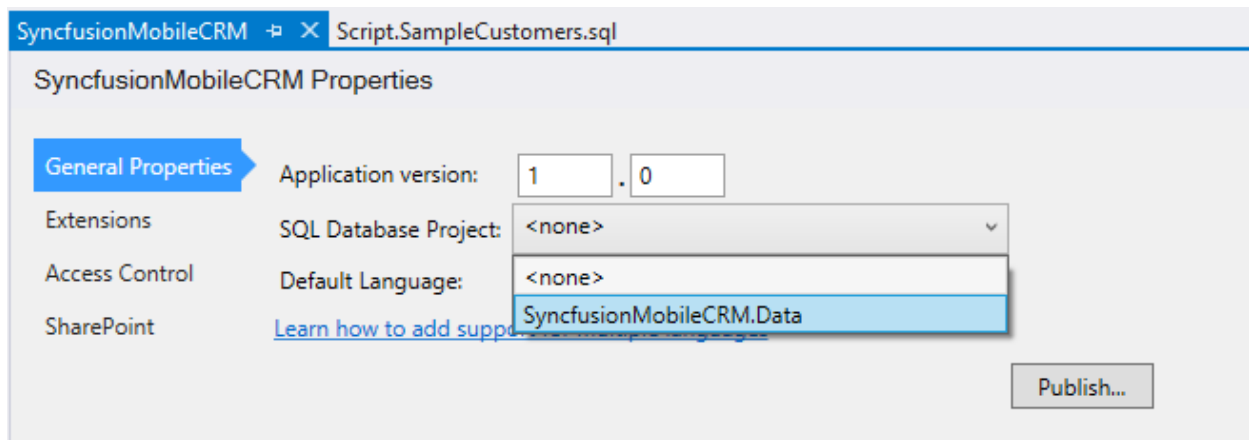 SyncfusionMobileCRM Script.SampleCustomers.sql
SyncfusionMobileCRM Properties
General Properties
Application version: 1 . 0
Extensions
SQL Database Project: <none>
Access Control
Default Language: <none>
SyncfusionMobileCRM.Data
SharePoint
Learn how to add
Publish...